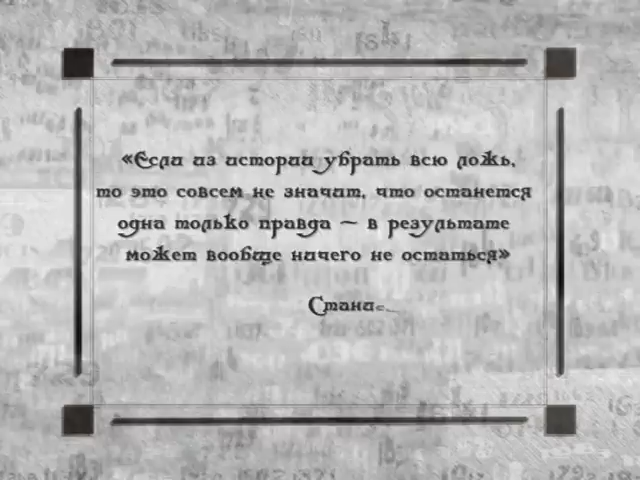 «Если из истории убрать всю ложь,
то это совсем не значит, что останется
одна только правда — в результате
может вообще ничего не остаться»
Стани